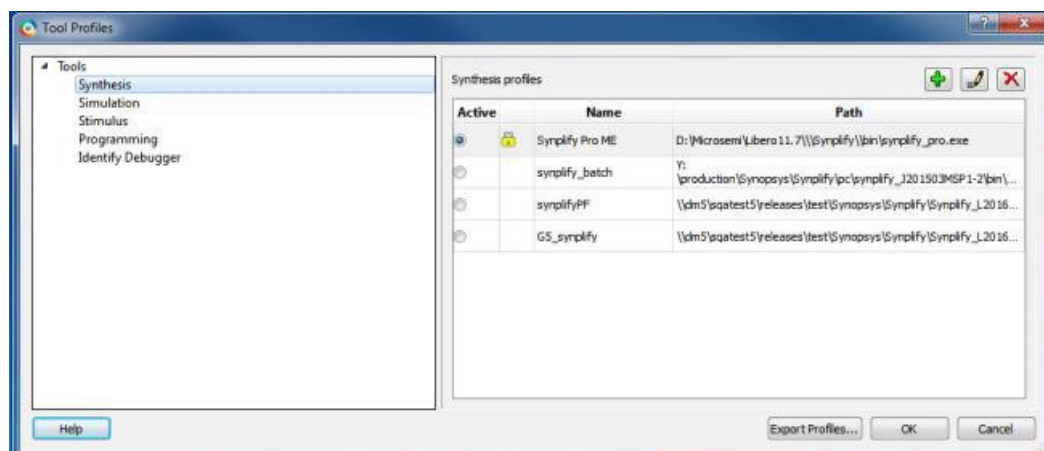 Tool Profiles
Tools
Synthesis
Simulation
Stimulus
Programming
Identify Debugger
Synthesis profiles
Active Name Path
Synplify Pro ME D:\Microsemi\Libero11.7\\\Synplify\\bin\synplify_pro.exe
synplify_batch Y:
\production\Synopsys\Synplify\pc\synplify_J201503MSP1-2\bin\...
synplifyPF \\dm5\sqatest5\releases\test\Synopsys\Synplify\Synplify_L2016...
G5_synplify \\dm5\sqatest5\releases\test\Synopsys\Synplify\Synplify_L2016...
Help Export Profiles... OK Cancel